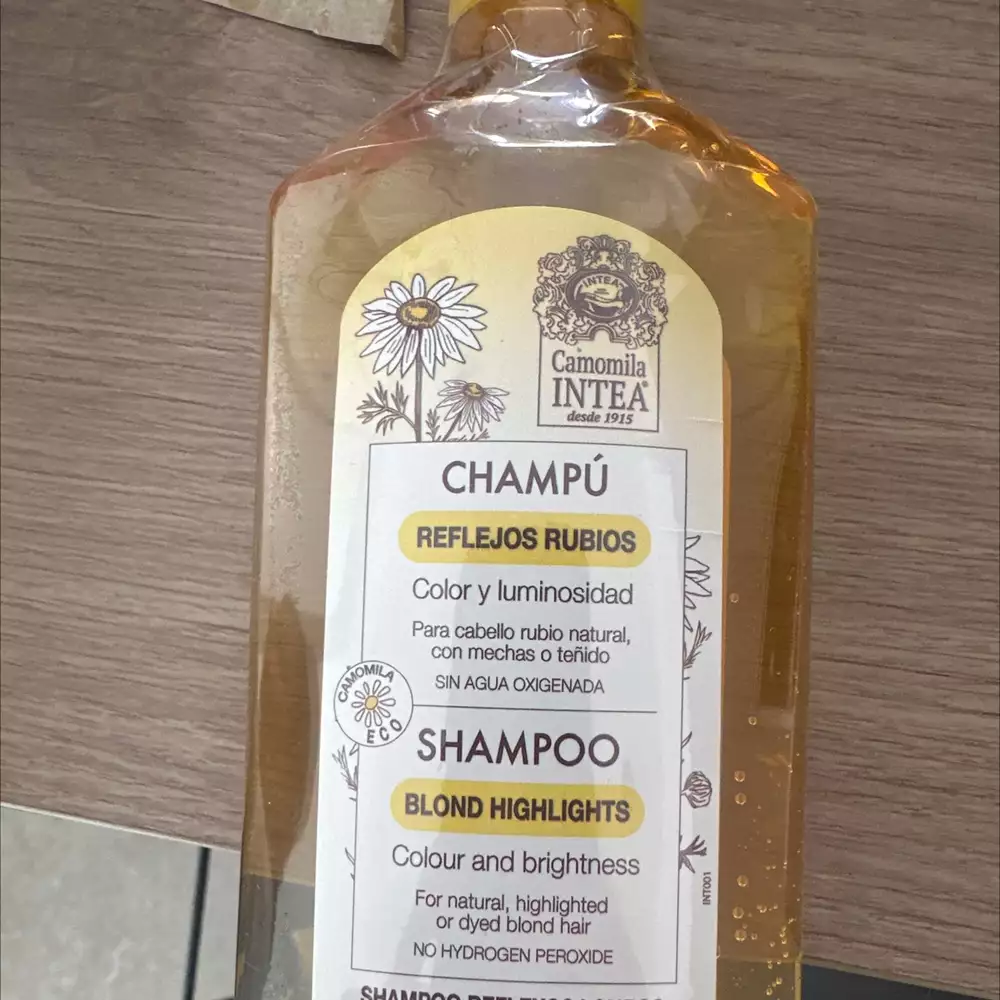 INTEA
Camomila
INTEA®
desde 1915
CHAMPÚ
REFLEJOS RUBIOS
Color y luminosidad
Para cabello rubio natural,
con mechas o teñido
SIN AGUA OXIGENADA
CAMOMILA
ECO
SHAMPOO
BLOND HIGHLIGHTS
Colour and brightness
For natural, highlighted
or dyed blond hair
NO HYDROGEN PEROXIDE
INT001
SHAMPOO